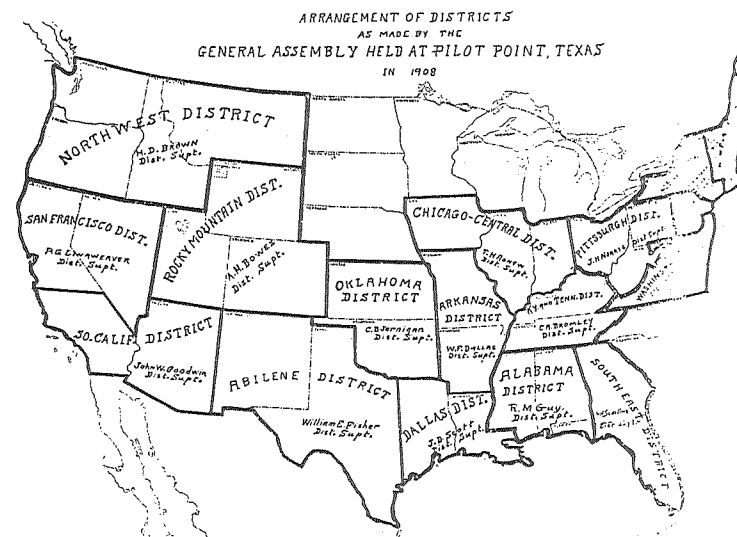 ARRANGEMENT OF DISTRICTS
AS MADE BY THE
GENERAL ASSEMBLY HELD AT PILOT POINT, TEXAS
IN 1908
NORTHWEST DISTRICT
H.D. BROWN
Dist. Supt.
SAN FRANCISCO DIST.
P.G. LINAWEAVER
Dist. Supt.
ROCKY MOUNTAIN DIST.
Dist. Supt.
CHICAGO-CENTRAL DIST.
Dist. Supt.
PITTSBURGH DIST.
Dist Supt.
WASHINGTON
OKLAHOMA
DISTRICT
C.B. Jernigan
Dist. Supt.
ARKANSAS
DISTRICT
W.F. Dallas
Dist. Supt.
KY. AND TENN. DIST.
Dist. Supt.
SO. CALIF. DISTRICT
John W. Goodwin
Dist. Supt.
ABILENE DISTRICT
William E. Fisher
Dist. Supt.
DALLAS DIST.
J.D. Scott
Dist. Supt.
ALABAMA
DISTRICT
R. M. Guy
Dist. Supt.
SOUTHEAST DISTRICT